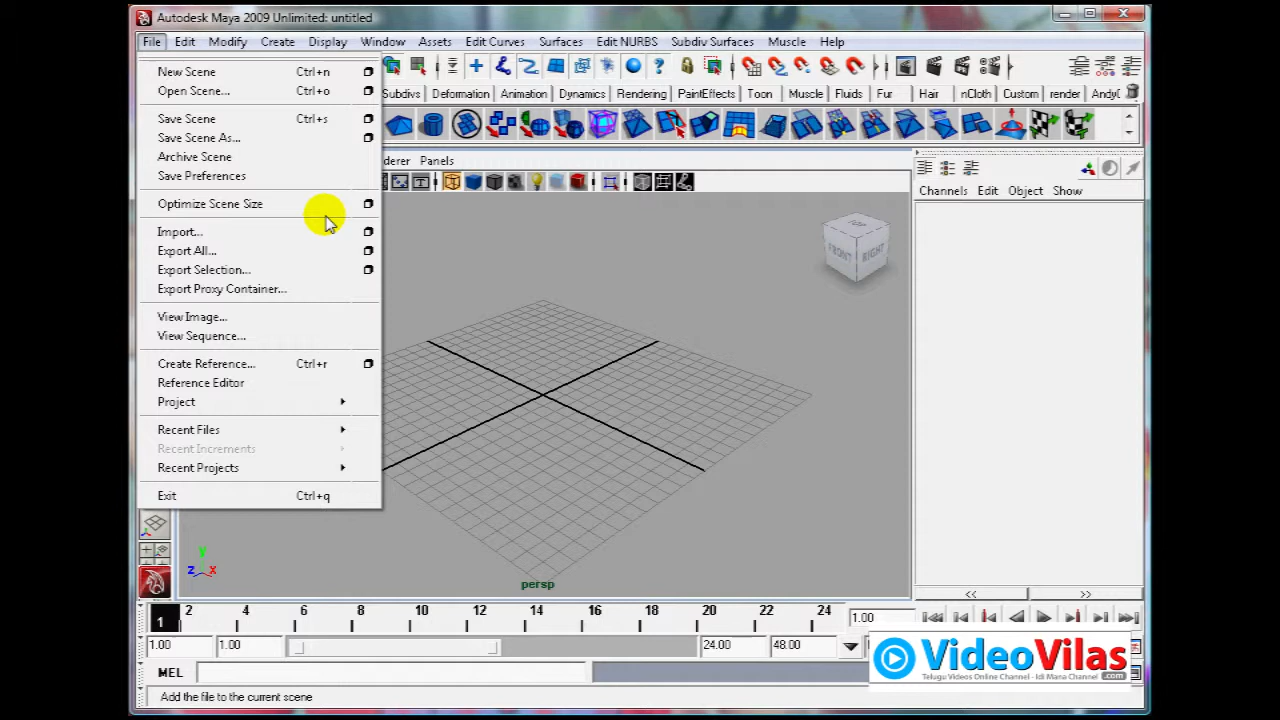 Autodesk Maya 2009 Unlimited: untitled
File Edit Modify Create Display Window Assets Edit Curves Surfaces Edit NURBS Subdiv Surfaces Muscle Help
Subdivs Deformation Animation Dynamics Rendering PaintEffects Toon Muscle Fluids Fur Hair nCloth Custom render
New Scene Ctrl+n
Open Scene... Ctrl+o
Save Scene Ctrl+s
Save Scene As...
Archive Scene
Save Preferences
Optimize Scene Size
Import...
Export All...
Export Selection...
Export Proxy Container...
View Image...
View Sequence...
Create Reference... Ctrl+r
Reference Editor
Project
Recent Files
Recent Increments
Recent Projects
Exit Ctrl+q
Panels
TOP
FRONT RIGHT
Channels Edit Object Show
y
z x
persp
<< >>
1 2 4 6 8 10 12 14 16 18 20 22 24 1.00
1.00 1.00 24.00 48.00
MEL
VideoVilas
Telugu Videos Online Channel - Idi Mana Channel .com
Add the file to the current scene